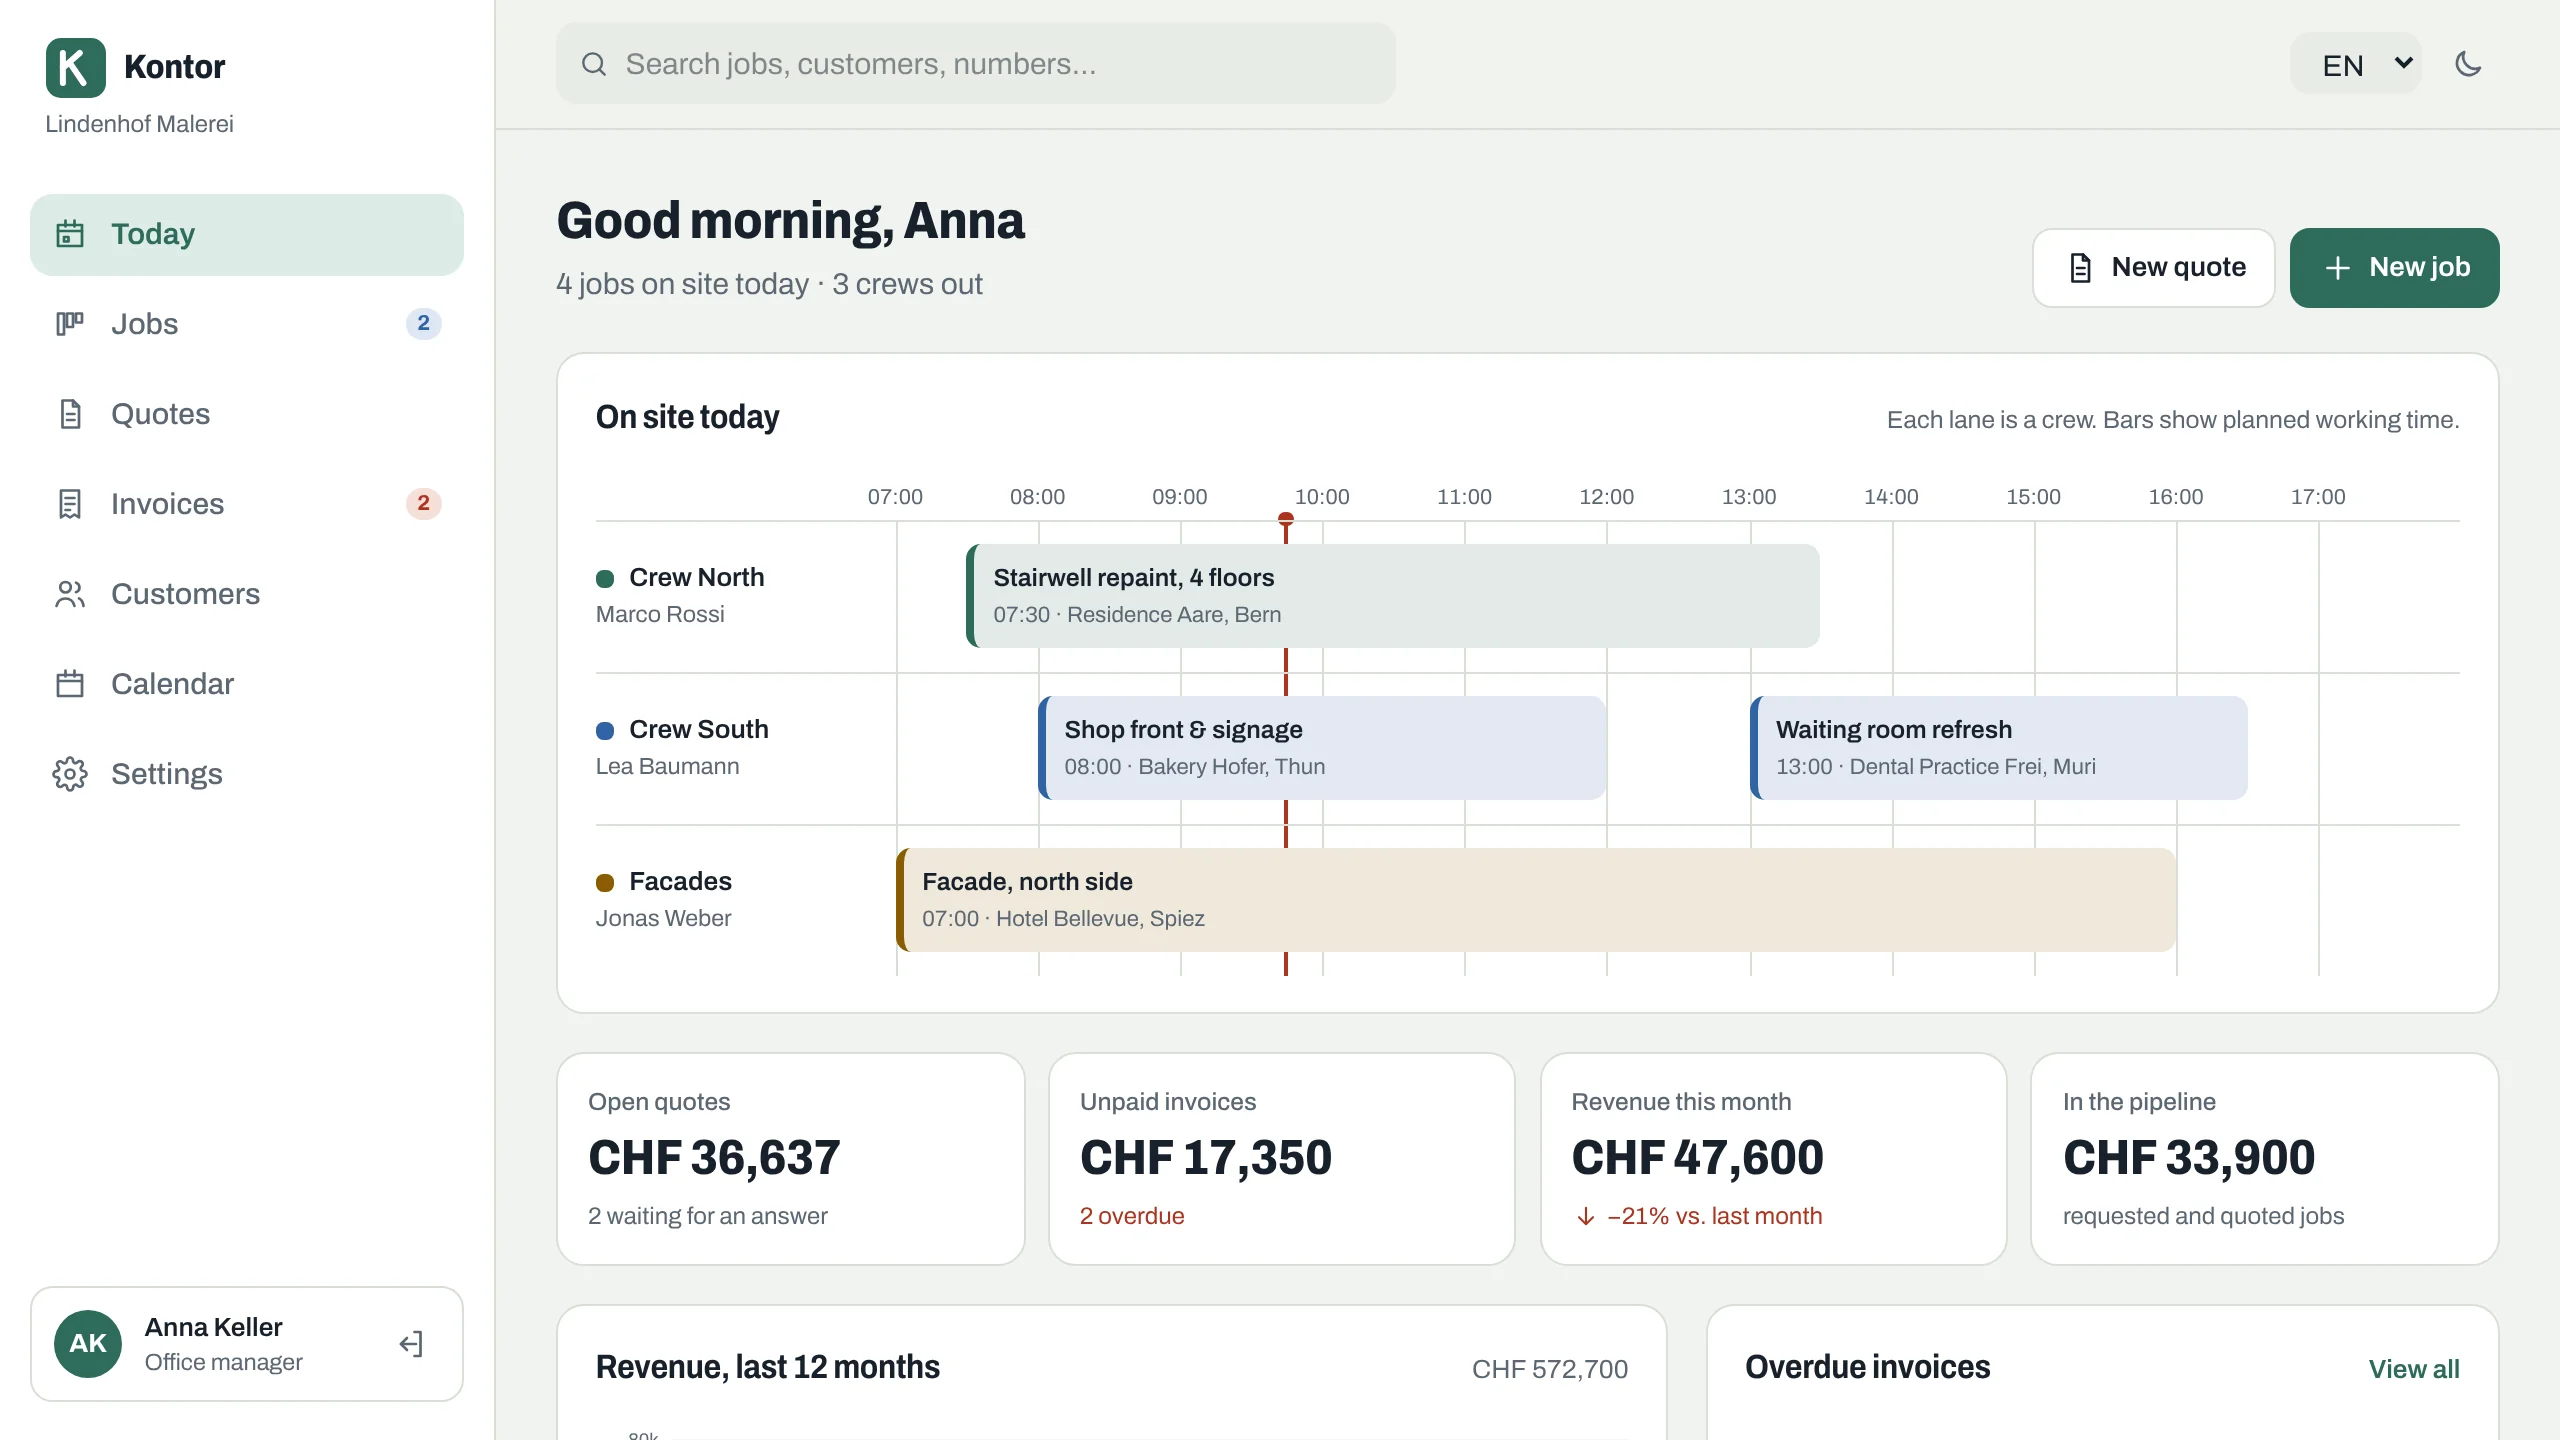 Kontor
Lindenhof Malerei
Today
Jobs 2
Quotes
Invoices 2
Customers
Calendar
Settings
AK
Anna Keller
Office manager
Search jobs, customers, numbers...
EN
Good morning, Anna
4 jobs on site today · 3 crews out
New quote
New job
On site today
Each lane is a crew. Bars show planned working time.
07:00 08:00 09:00 10:00 11:00 12:00 13:00 14:00 15:00 16:00 17:00
Crew North
Marco Rossi
Stairwell repaint, 4 floors
07:30 · Residence Aare, Bern
Crew South
Lea Baumann
Shop front & signage
08:00 · Bakery Hofer, Thun
Waiting room refresh
13:00 · Dental Practice Frei, Muri
Facades
Jonas Weber
Facade, north side
07:00 · Hotel Bellevue, Spiez
Open quotes
CHF 36,637
2 waiting for an answer
Unpaid invoices
CHF 17,350
2 overdue
Revenue this month
CHF 47,600
−21% vs. last month
In the pipeline
CHF 33,900
requested and quoted jobs
Revenue, last 12 months
CHF 572,700
80k
Overdue invoices
View all